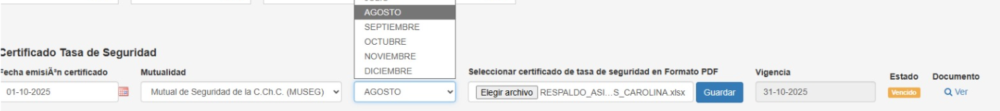 AGOSTO
SEPTIEMBRE
OCTUBRE
NOVIEMBRE
DICIEMBRE
Certificado Tasa de Seguridad
Fecha emisiÃªn certificado
Mutualidad
Seleccionar certificado de tasa de seguridad en Formato PDF
Vigencia
Estado
Documento
01-10-2025
Mutual de Seguridad de la C.Ch.C. (MUSEG)
AGOSTO
Elegir archivo RESPALDO_ASI...S_CAROLINA.xlsx
Guardar
31-10-2025
Vencido
Ver